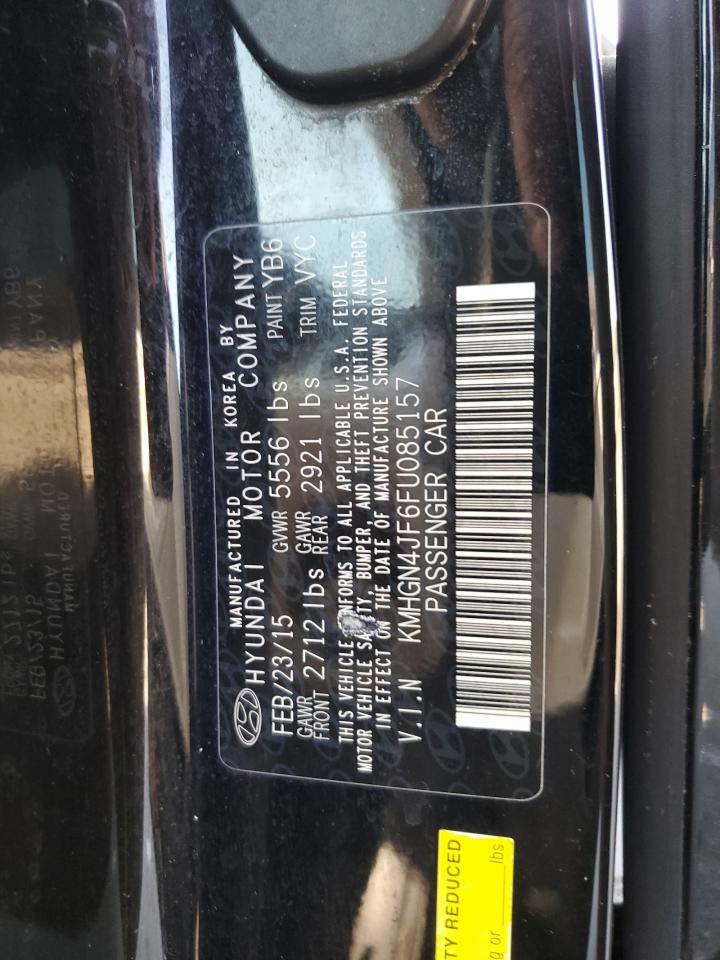 MANUFACTURED IN KOREA BY
HYUNDAI MOTOR COMPANY
FEB/23/15 GVWR 5556 lbs PAINT YB6
GAWR FRONT 2712 lbs GAWR REAR 2921 lbs TRIM VYC
THIS VEHICLE TO ALL APPLICABLE U.S.A. FEDERAL
MOTOR VEHICLE BUMPER, AND THEFT PREVENTION STANDARDS
IN EFFECT ON THE DATE OF MANUFACTURE SHOWN ABOVE
V.I.N KMHGN4JF6FU085157
PASSENGER CAR
TY REDUCED
g or ____ lbs